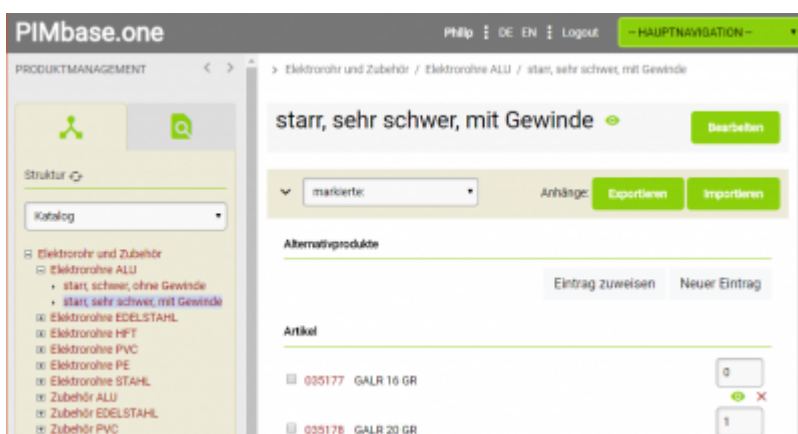 PIMbase.one
Philip DE EN Logout
-- HAUPTNAVIGATION --
PRODUKTMANAGEMENT < >
> Elektrorohr und Zubehör / Elektrorohre ALU / starr, sehr schwer, mit Gewinde
starr, sehr schwer, mit Gewinde
Bearbeiten
Struktur
Katalog
Elektrorohr und Zubehör
Elektrorohre ALU
starr, schwer, ohne Gewinde
starr, sehr schwer, mit Gewinde
Elektrorohre EDELSTAHL
Elektrorohre HFT
Elektrorohre PVC
Elektrorohre PE
Elektrorohre STAHL
Zubehör ALU
Zubehör EDELSTAHL
Zubehör PVC
markierte:
Anhänge: Exportieren Importieren
Alternativprodukte
Eintrag zuweisen Neuer Eintrag
Artikel
035177 GALR 16 GR 0
035178 GALR 20 GR 1